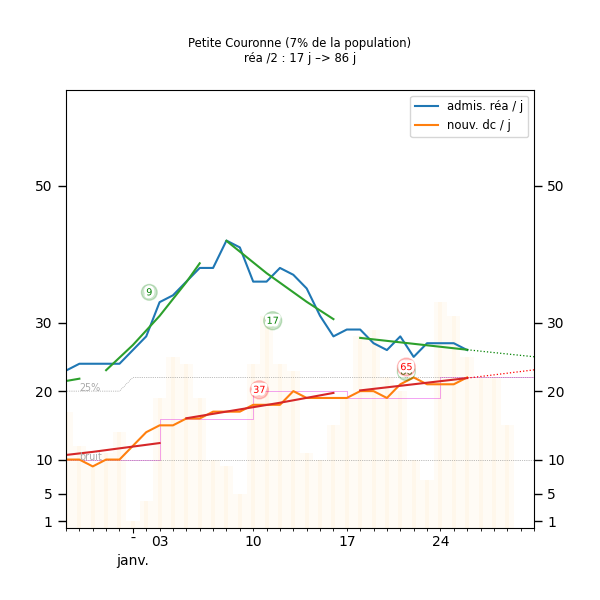 Petite Couronne (7% de la population)
réa /2 : 17 j –> 86 j
admis. réa / j
nouv. dc / j
50 50
9
30 17 30
65
25%
20 37 20
bruit
10 10
5 5
1 1
- 03 10 17 24
janv.